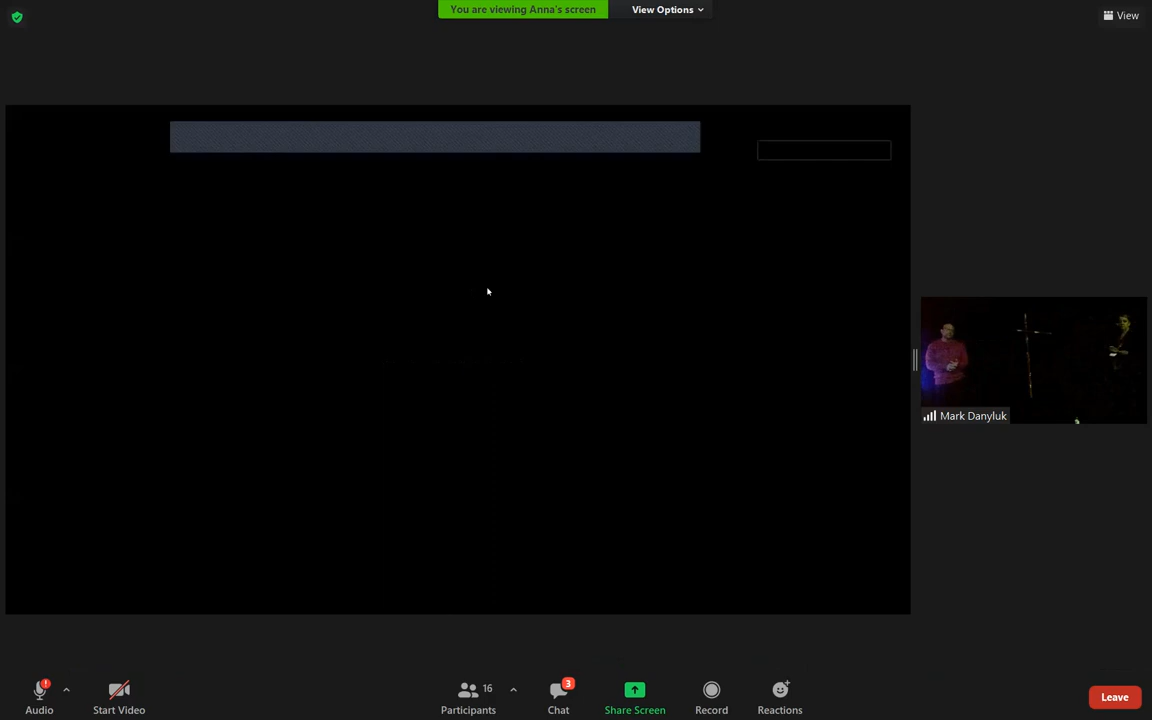 You are viewing Anna's screen
View Options
View
Mark Danyluk
Audio
Start Video
Participants
16
Chat
3
Share Screen
Record
Reactions
Leave